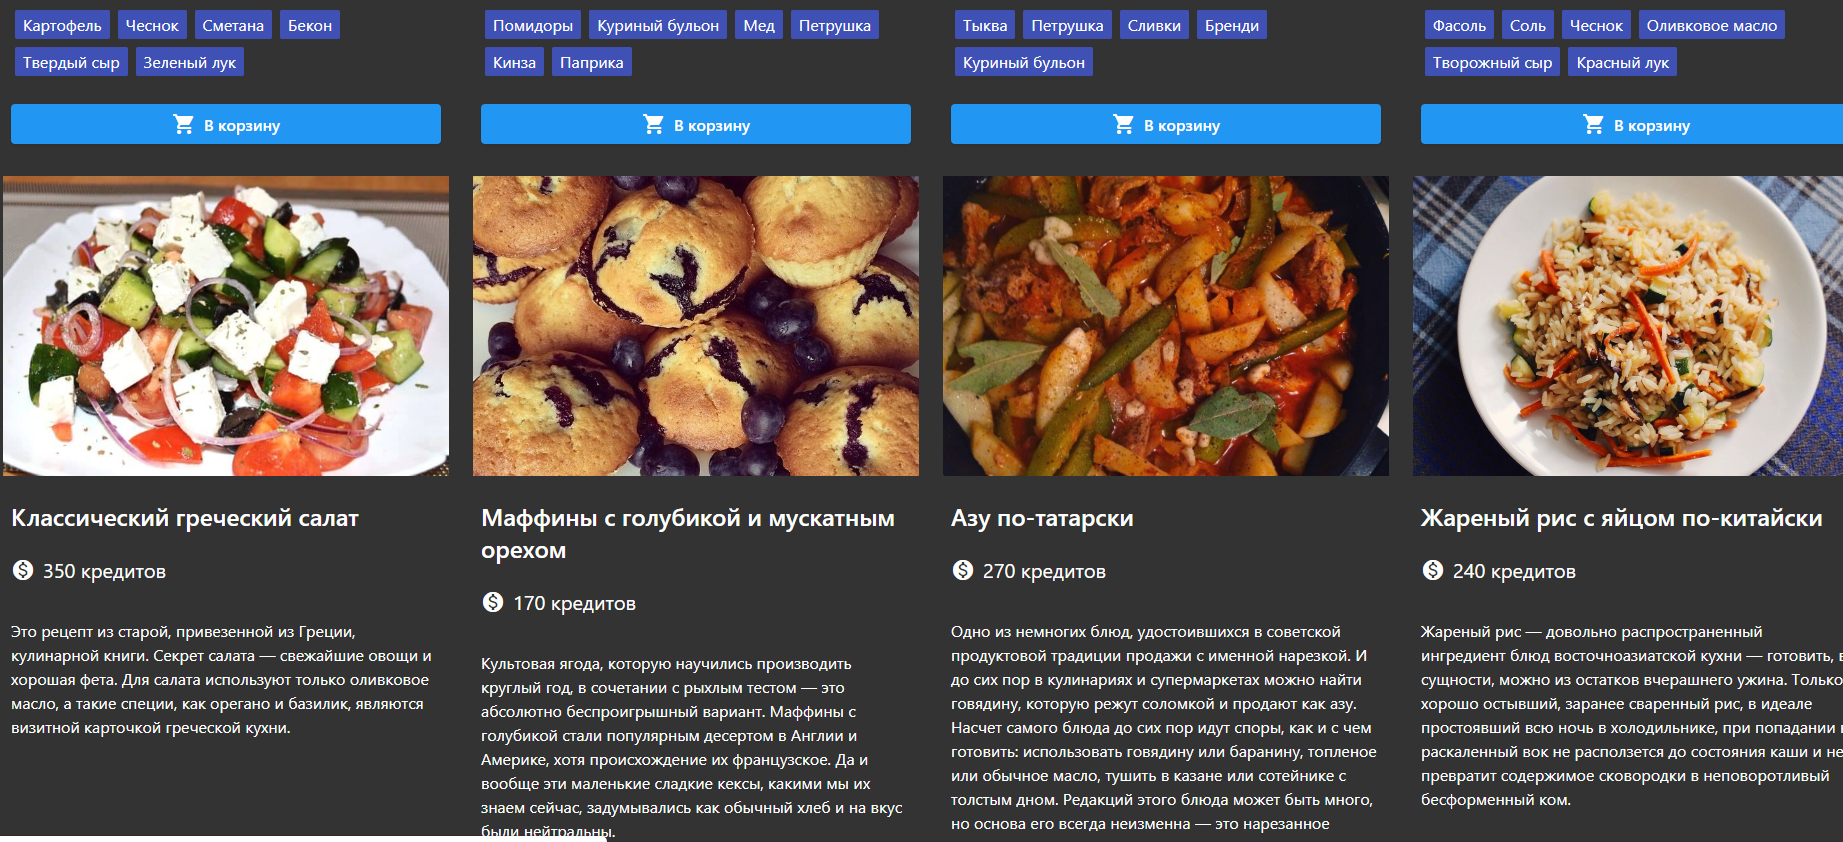 Картофель Чеснок Сметана Бекон
Твердый сыр Зеленый лук
В корзину
Помидоры Куриный бульон Мед Петрушка
Кинза Паприка
В корзину
Тыква Петрушка Сливки Бренди
Куриный бульон
В корзину
Фасоль Соль Чеснок Оливковое масло
Творожный сыр Красный лук
В корзину
Классический греческий салат
350 кредитов
Это рецепт из старой, привезенной из Греции,
кулинарной книги. Секрет салата — свежайшие овощи и
хорошая фета. Для салата используют только оливковое
масло, а такие специи, как орегано и базилик, являются
визитной карточкой греческой кухни.
Маффины с голубикой и мускатным
орехом
170 кредитов
Культовая ягода, которую научились производить
круглый год, в сочетании с рыхлым тестом — это
абсолютно беспроигрышный вариант. Маффины с
голубикой стали популярным десертом в Англии и
Америке, хотя происхождение их французское. Да и
вообще эти маленькие сладкие кексы, какими мы их
знаем сейчас, задумывались как обычный хлеб и на вкус
были нейтральны.
Азу по-татарски
270 кредитов
Одно из немногих блюд, удостоившихся в советской
продуктовой традиции продажи с именной нарезкой. И
до сих пор в кулинариях и супермаркетах можно найти
говядину, которую режут соломкой и продают как азу.
Насчет самого блюда до сих пор идут споры, как и с чем
готовить: использовать говядину или баранину, топленое
или обычное масло, тушить в казане или сотейнике с
толстым дном. Редакций этого блюда может быть много,
но основа его всегда неизменна — это нарезанное
Жареный рис с яйцом по-китайски
240 кредитов
Жареный рис — довольно распространенный
ингредиент блюд восточноазиатской кухни — готовить,
сущности, можно из остатков вчерашнего ужина. Только
хорошо остывший, заранее сваренный рис, в идеале
простоявший всю ночь в холодильнике, при попадании
раскаленный вок не расползется до состояния каши и не
превратит содержимое сковородки в неповоротливый
бесформенный ком.